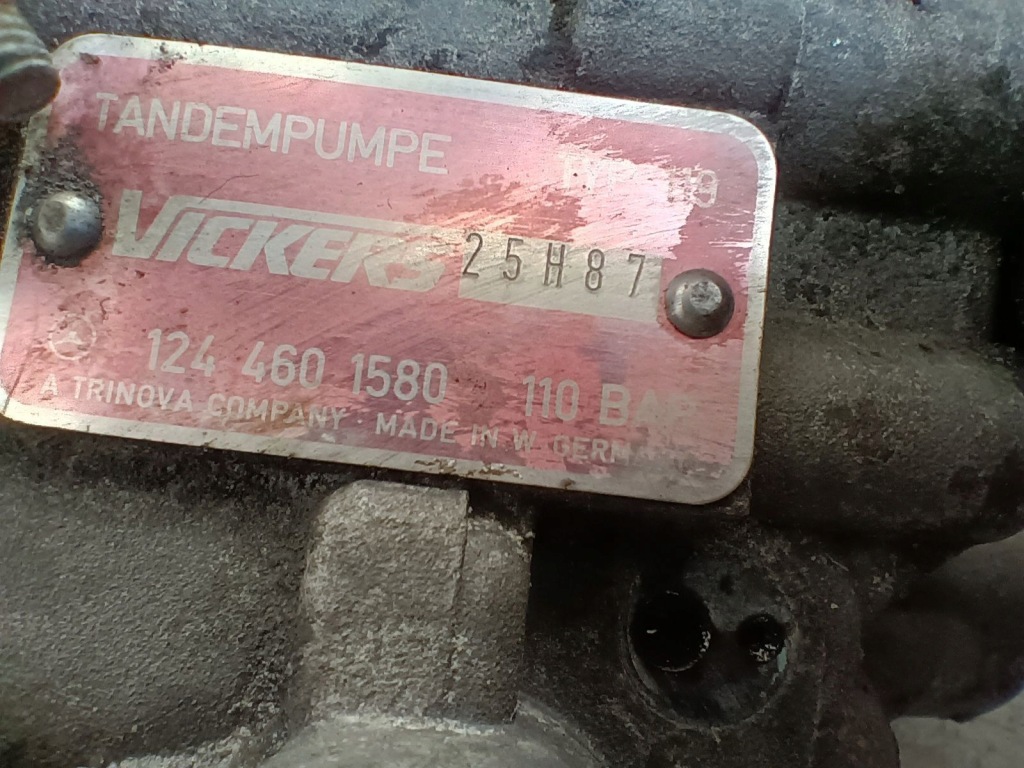 TANDEMPUMPE
VICKERS 25H87
124 460 1580 110 BAR
A TRINOVA COMPANY · MADE IN W. GERMANY